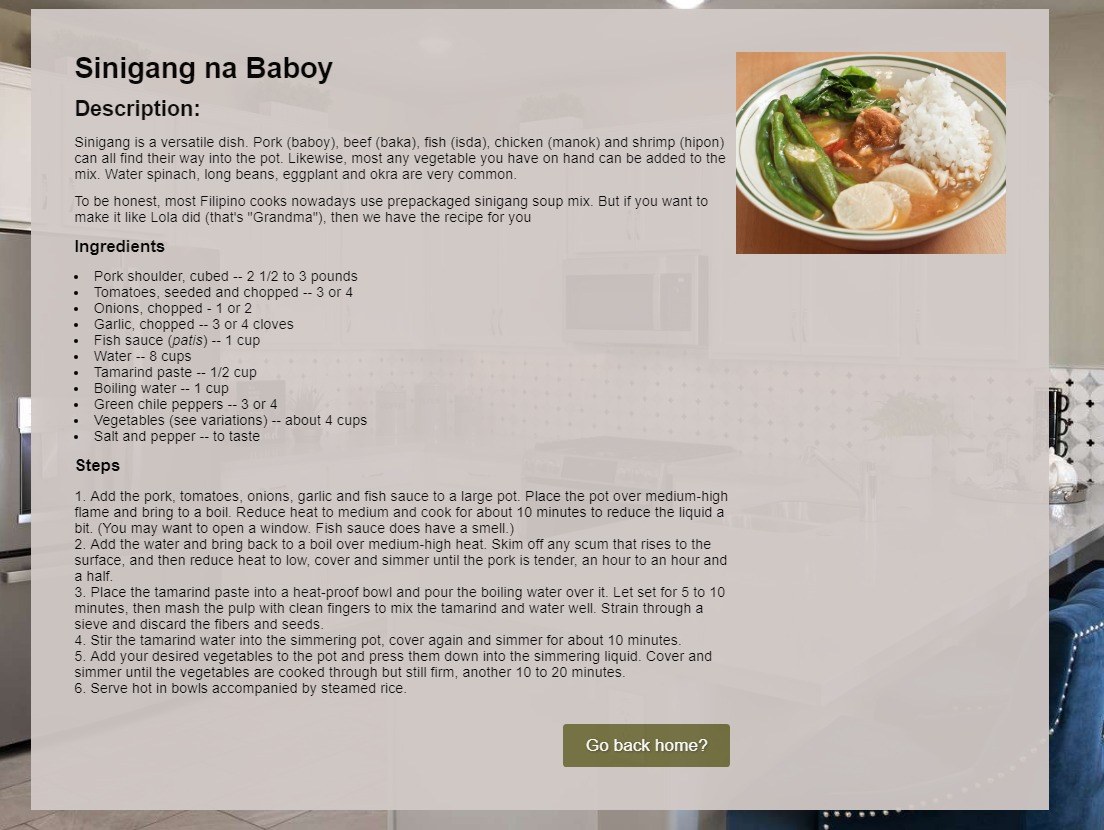 Sinigang na Baboy
Description:
Sinigang is a versatile dish. Pork (baboy), beef (baka), fish (isda), chicken (manok) and shrimp (hipon)
can all find their way into the pot. Likewise, most any vegetable you have on hand can be added to the
mix. Water spinach, long beans, eggplant and okra are very common.
To be honest, most Filipino cooks nowadays use prepackaged sinigang soup mix. But if you want to
make it like Lola did (that's "Grandma"), then we have the recipe for you
Ingredients
• Pork shoulder, cubed -- 2 1/2 to 3 pounds
• Tomatoes, seeded and chopped -- 3 or 4
• Onions, chopped - 1 or 2
• Garlic, chopped -- 3 or 4 cloves
• Fish sauce (patis) -- 1 cup
• Water -- 8 cups
• Tamarind paste -- 1/2 cup
• Boiling water -- 1 cup
• Green chile peppers -- 3 or 4
• Vegetables (see variations) -- about 4 cups
• Salt and pepper -- to taste
Steps
1. Add the pork, tomatoes, onions, garlic and fish sauce to a large pot. Place the pot over medium-high
flame and bring to a boil. Reduce heat to medium and cook for about 10 minutes to reduce the liquid a
bit. (You may want to open a window. Fish sauce does have a smell.)
2. Add the water and bring back to a boil over medium-high heat. Skim off any scum that rises to the
surface, and then reduce heat to low, cover and simmer until the pork is tender, an hour to an hour and
a half.
3. Place the tamarind paste into a heat-proof bowl and pour the boiling water over it. Let set for 5 to 10
minutes, then mash the pulp with clean fingers to mix the tamarind and water well. Strain through a
sieve and discard the fibers and seeds.
4. Stir the tamarind water into the simmering pot, cover again and simmer for about 10 minutes.
5. Add your desired vegetables to the pot and press them down into the simmering liquid. Cover and
simmer until the vegetables are cooked through but still firm, another 10 to 20 minutes.
6. Serve hot in bowls accompanied by steamed rice.
Go back home?